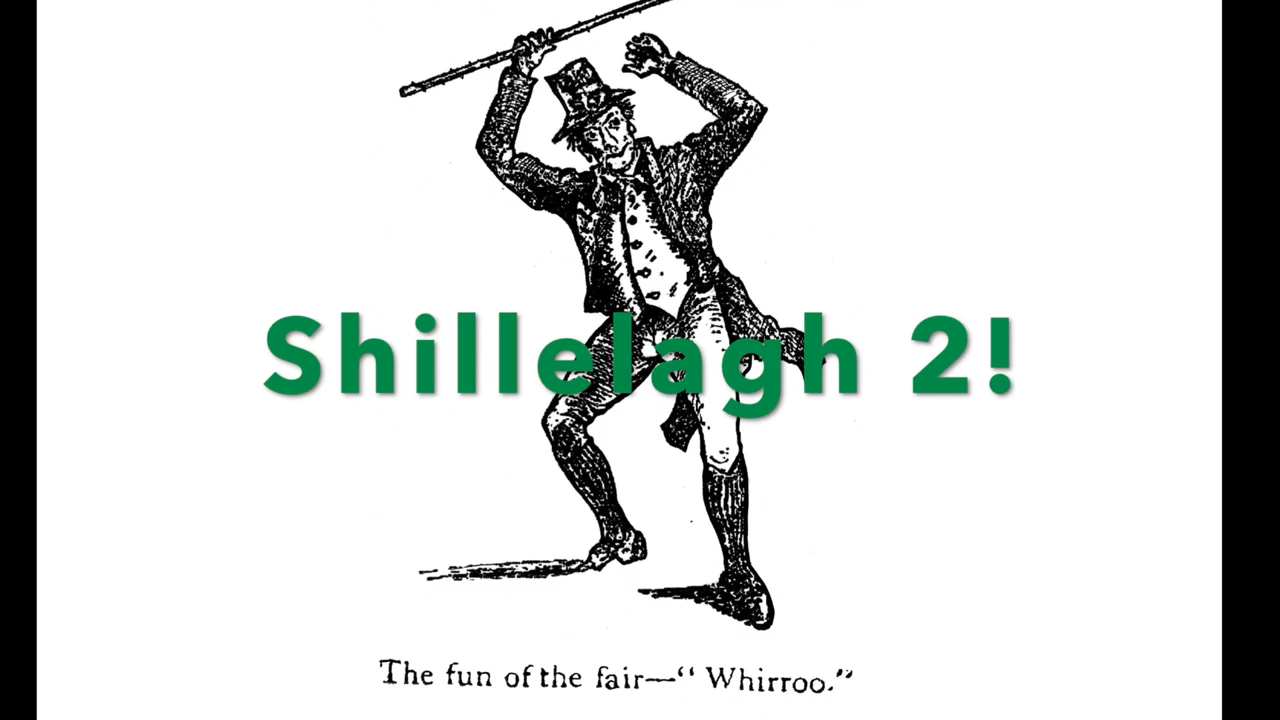 Shillelagh 2!
The fun of the fair—“ Whirroo.”